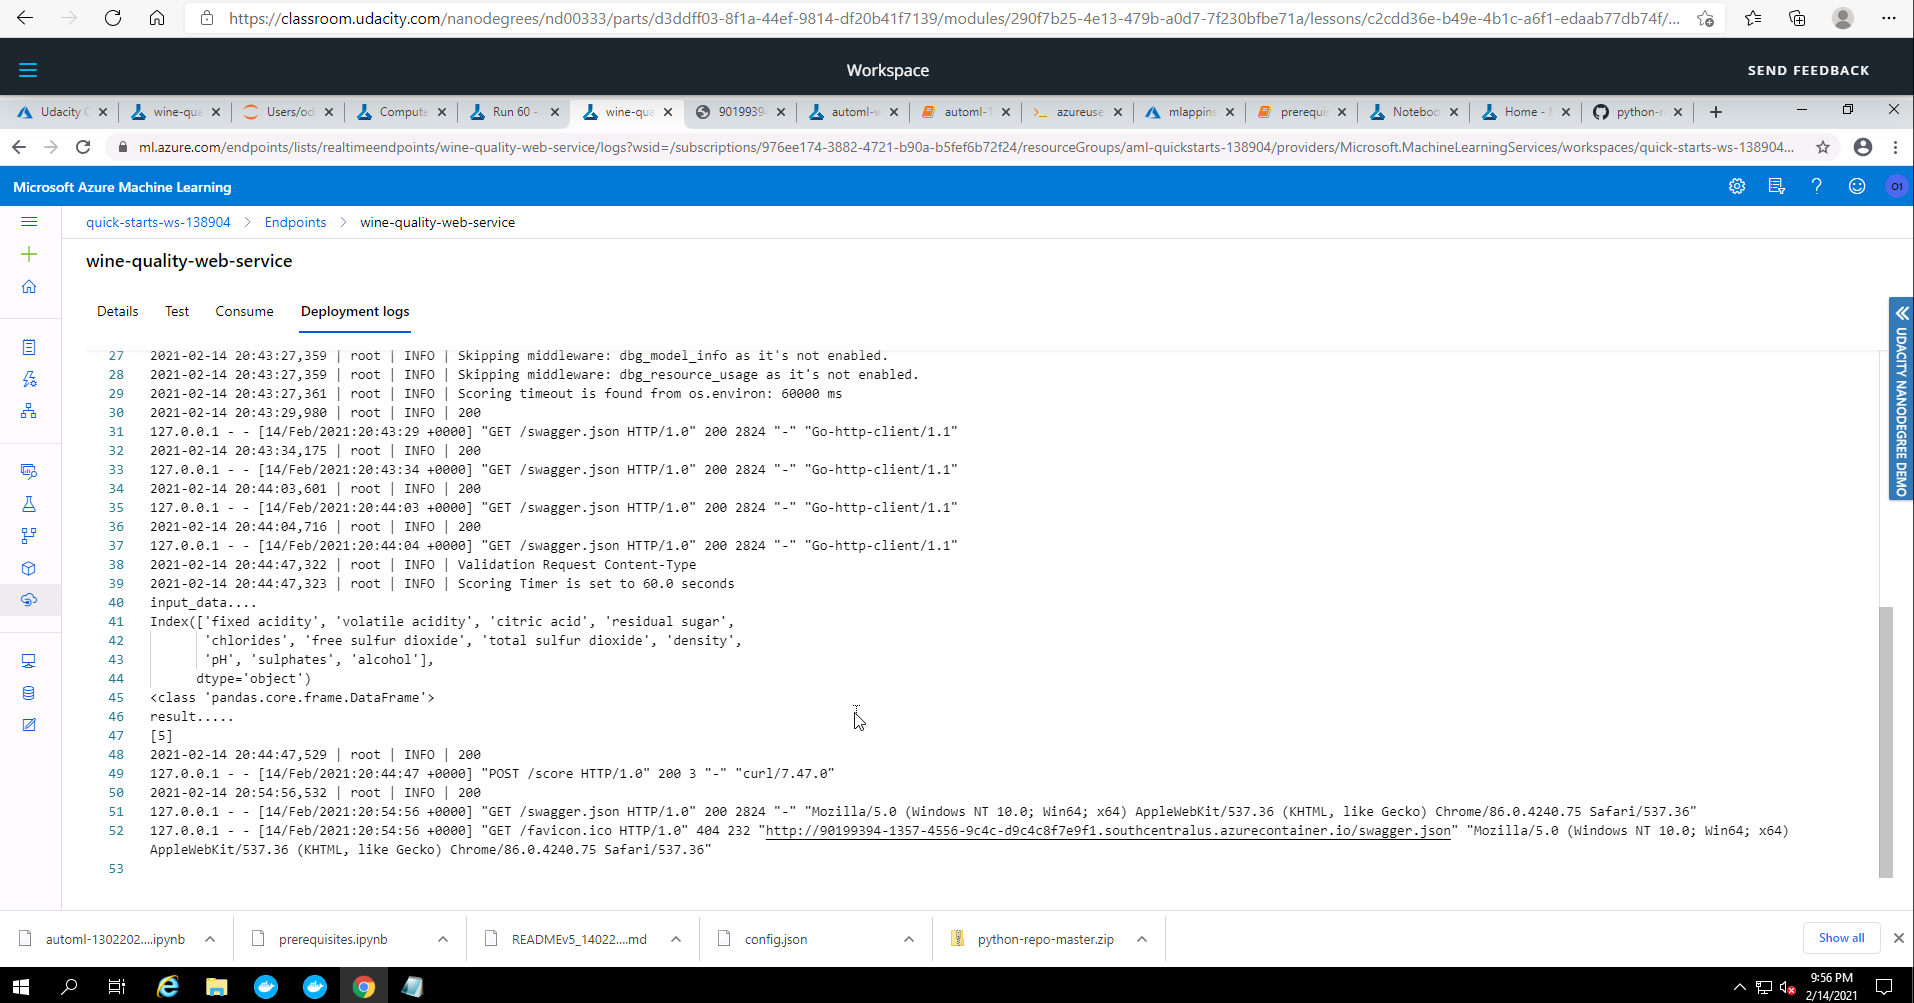 https://classroom.udacity.com/nanodegrees/nd00333/parts/d3ddff03-8f1a-44ef-9814-df20b41f7139/modules/290f7b25-4e13-479b-a0d7-7f230bfbe71a/lessons/c2cdd36e-b49e-4b1c-a6f1-edaab77db74f/...
Workspace
SEND FEEDBACK
Udacity wine-qua Users/od Compute Run 60 - wine-qua 9019939 automl-w automl-1 azureuse mlappins prerequis Noteboo Home - python-r
ml.azure.com/endpoints/lists/realtimeendpoints/wine-quality-web-service/logs?wsid=/subscriptions/976ee174-3882-4721-b90a-b5fef6b72f24/resourceGroups/aml-quickstarts-138904/providers/Microsoft.MachineLearningServices/workspaces/quick-starts-ws-138904...
Microsoft Azure Machine Learning
O1
quick-starts-ws-138904 > Endpoints > wine-quality-web-service
wine-quality-web-service
Details Test Consume Deployment logs
27 2021-02-14 20:43:27,359 | root | INFO | Skipping middleware: dbg_model_info as it's not enabled.
28 2021-02-14 20:43:27,359 | root | INFO | Skipping middleware: dbg_resource_usage as it's not enabled.
29 2021-02-14 20:43:27,361 | root | INFO | Scoring timeout is found from os.environ: 60000 ms
30 2021-02-14 20:43:29,980 | root | INFO | 200
31 127.0.0.1 - - [14/Feb/2021:20:43:29 +0000] "GET /swagger.json HTTP/1.0" 200 2824 "-" "Go-http-client/1.1"
32 2021-02-14 20:43:34,175 | root | INFO | 200
33 127.0.0.1 - - [14/Feb/2021:20:43:34 +0000] "GET /swagger.json HTTP/1.0" 200 2824 "-" "Go-http-client/1.1"
34 2021-02-14 20:44:03,601 | root | INFO | 200
35 127.0.0.1 - - [14/Feb/2021:20:44:03 +0000] "GET /swagger.json HTTP/1.0" 200 2824 "-" "Go-http-client/1.1"
36 2021-02-14 20:44:04,716 | root | INFO | 200
37 127.0.0.1 - - [14/Feb/2021:20:44:04 +0000] "GET /swagger.json HTTP/1.0" 200 2824 "-" "Go-http-client/1.1"
38 2021-02-14 20:44:47,322 | root | INFO | Validation Request Content-Type
39 2021-02-14 20:44:47,323 | root | INFO | Scoring Timer is set to 60.0 seconds
40 input_data....
41 Index(['fixed acidity', 'volatile acidity', 'citric acid', 'residual sugar',
42 'chlorides', 'free sulfur dioxide', 'total sulfur dioxide', 'density',
43 'pH', 'sulphates', 'alcohol'],
44 dtype='object')
45 <class 'pandas.core.frame.DataFrame'>
46 result.....
47 [5]
48 2021-02-14 20:44:47,529 | root | INFO | 200
49 127.0.0.1 - - [14/Feb/2021:20:44:47 +0000] "POST /score HTTP/1.0" 200 3 "-" "curl/7.47.0"
50 2021-02-14 20:54:56,532 | root | INFO | 200
51 127.0.0.1 - - [14/Feb/2021:20:54:56 +0000] "GET /swagger.json HTTP/1.0" 200 2824 "-" "Mozilla/5.0 (Windows NT 10.0; Win64; x64) AppleWebKit/537.36 (KHTML, like Gecko) Chrome/86.0.4240.75 Safari/537.36"
52 127.0.0.1 - - [14/Feb/2021:20:54:56 +0000] "GET /favicon.ico HTTP/1.0" 404 232 "http://90199394-1357-4556-9c4c-d9c4c8f7e9f1.southcentralus.azurecontainer.io/swagger.json" "Mozilla/5.0 (Windows NT 10.0; Win64; x64)
AppleWebKit/537.36 (KHTML, like Gecko) Chrome/86.0.4240.75 Safari/537.36"
53
UDACITY NANODEGREE DEMO
automl-1302202....ipynb prerequisites.ipynb READMEv5_14022....md config.json python-repo-master.zip Show all
9:56 PM
2/14/2021